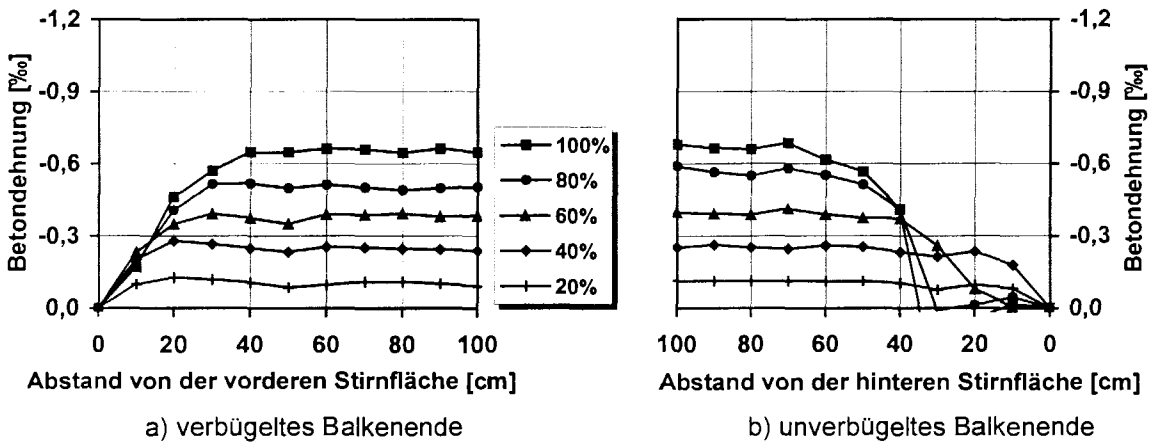 -1,2
-0,9
-0,6
-0,3
0,0
Betondehnung [‰]
0 20 40 60 80 100
Abstand von der vorderen Stirnfläche [cm]
a) verbügeltes Balkenende
100%
80%
60%
40%
20%
-1,2
-0,9
-0,6
-0,3
0,0
Betondehnung [‰]
100 80 60 40 20 0
Abstand von der hinteren Stirnfläche [cm]
b) unverbügeltes Balkenende